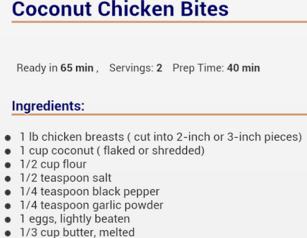 Coconut Chicken Bites
Ready in 65 min , Servings: 2 Prep Time: 40 min
Ingredients:
● 1 lb chicken breasts ( cut into 2-inch or 3-inch pieces)
● 1 cup coconut ( flaked or shredded)
● 1/2 cup flour
● 1/2 teaspoon salt
● 1/4 teaspoon black pepper
● 1/4 teaspoon garlic powder
● 1 eggs, lightly beaten
● 1/3 cup butter, melted